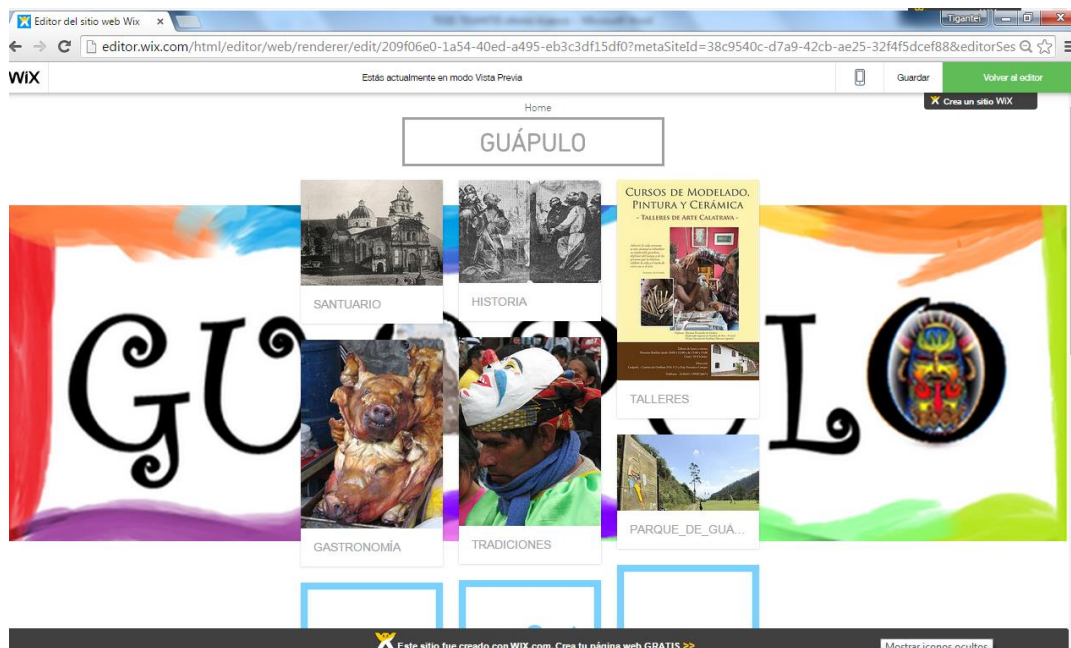 Editor del sitio web Wix
Tigantei
editor.wix.com/html/editor/web/renderer/edit/209f06e0-1a54-40ed-a495-eb3c3df15df0?metaSiteId=38c9540c-d7a9-42cb-ae25-32f4f5dcef88&editorSes
WiX
Estás actualmente en modo Vista Previa
Guardar
Volver al editor
Crea un sitio WiX
Home
GUÁPULO
CURSOS DE MODELADO,
PINTURA Y CERÁMICA
- TALLERES DE ARTE CALATRAVA -
SANTUARIO
HISTORIA
TALLERES
GASTRONOMÍA
TRADICIONES
PARQUE_DE_GUA...
Este sitio fue creado con WIX.com. Crea tu página web GRATIS >>
Mostrar iconos ocultos